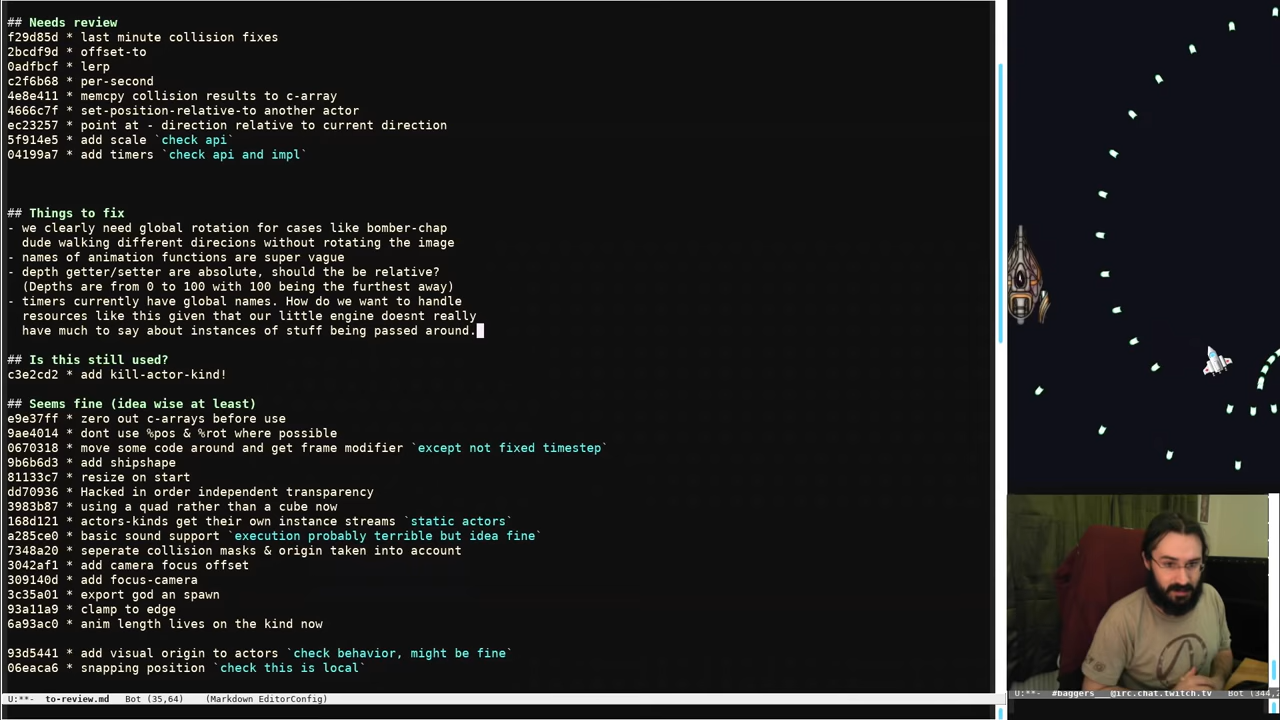 ## Needs review
f29d85d * last minute collision fixes
2bcdf9d * offset-to
0adfbcf * lerp
c2f6b68 * per-second
4e8e411 * memcpy collision results to c-array
4666c7f * set-position-relative-to another actor
ec23257 * point at - direction relative to current direction
5f914e5 * add scale `check api`
04199a7 * add timers `check api and impl`
## Things to fix
- we clearly need global rotation for cases like bomber-chap
dude walking different direcions without rotating the image
- names of animation functions are super vague
- depth getter/setter are absolute, should the be relative?
(Depths are from 0 to 100 with 100 being the furthest away)
- timers currently have global names. How do we want to handle
resources like this given that our little engine doesnt really
have much to say about instances of stuff being passed around.
## Is this still used?
c3e2cd2 * add kill-actor-kind!
## Seems fine (idea wise at least)
e9e37ff * zero out c-arrays before use
9ae4014 * dont use %pos & %rot where possible
0670318 * move some code around and get frame modifier `except not fixed timestep`
9b6b6d3 * add shipshape
81133c7 * resize on start
dd70936 * Hacked in order independent transparency
3983b87 * using a quad rather than a cube now
168d121 * actors-kinds get their own instance streams `static actors`
a285ce0 * basic sound support `execution probably terrible but idea fine`
7348a20 * seperate collision masks & origin taken into account
3042af1 * add camera focus offset
309140d * add focus-camera
3c35a01 * export god an spawn
93a11a9 * clamp to edge
6a93ac0 * anim length lives on the kind now
93d5441 * add visual origin to actors `check behavior, might be fine`
06eaca6 * snapping position `check this is local`
U:**-  to-review.md   Bot (35,64)   (Markdown EditorConfig)
U:**-  #baggers___@irc.chat.twitch.tv   Bot (344,2